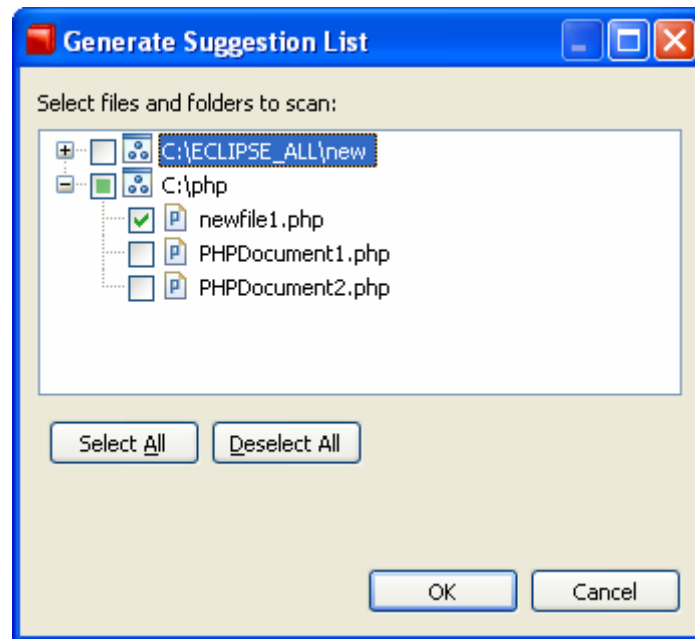 Generate Suggestion List
Select files and folders to scan:
C:\ECLIPSE_ALL\new
C:\php
newfile1.php
PHPDocument1.php
PHPDocument2.php
Select All
Deselect All
OK
Cancel